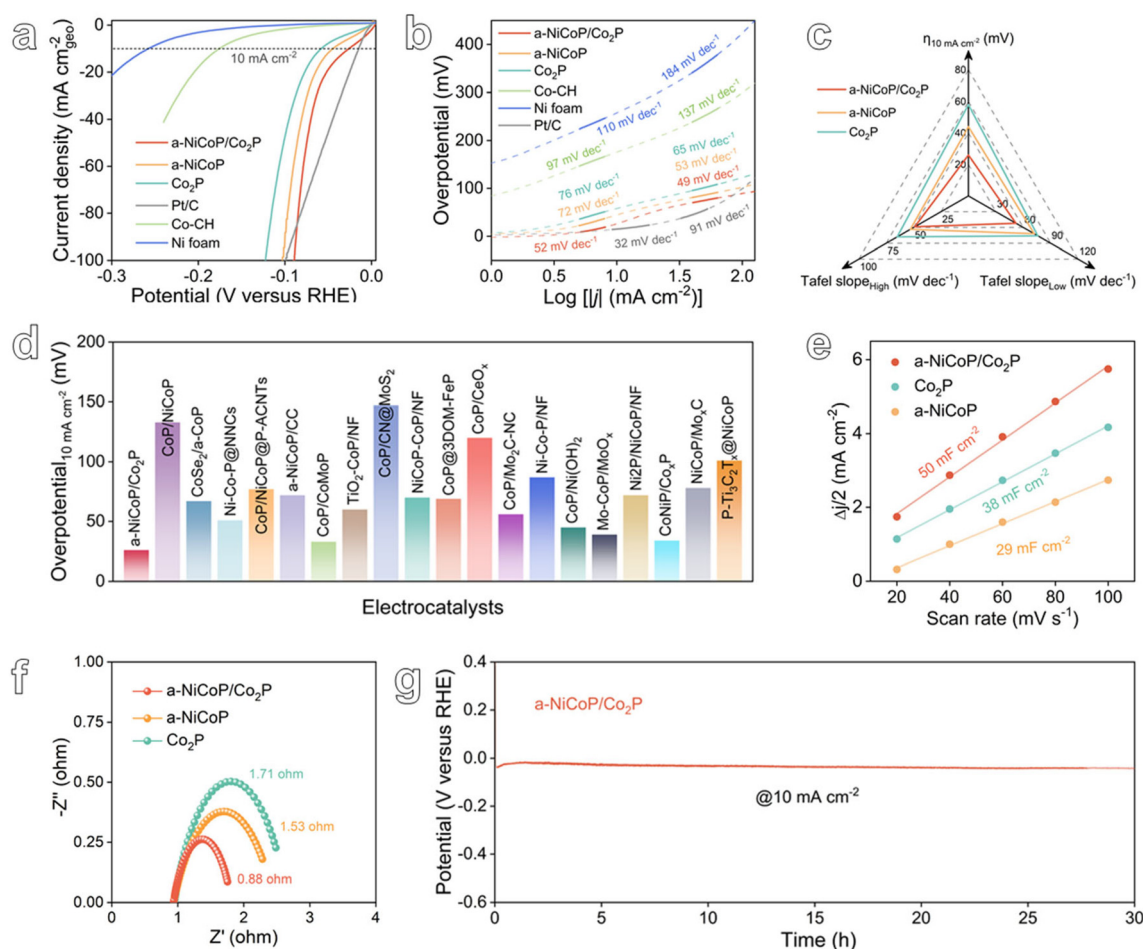 a
0
-20
-40
-60
-80
-100
Current density (mA cm⁻²geo)
10 mA cm⁻²
a-NiCoP/Co₂P
a-NiCoP
Co₂P
Pt/C
Co-CH
Ni foam
-0.3
-0.2
-0.1
0.0
Potential (V versus RHE)
b
400
300
200
100
0
Overpotential (mV)
a-NiCoP/Co₂P
a-NiCoP
Co₂P
Co-CH
Ni foam
Pt/C
184 mV dec⁻¹
110 mV dec⁻¹
137 mV dec⁻¹
97 mV dec⁻¹
65 mV dec⁻¹
53 mV dec⁻¹
49 mV dec⁻¹
76 mV dec⁻¹
72 mV dec⁻¹
52 mV dec⁻¹
32 mV dec⁻¹
91 mV dec⁻¹
0.0
0.5
1.0
1.5
2.0
Log [|j| (mA cm⁻²)]
c
η10 mA cm⁻² (mV)
a-NiCoP/Co₂P
a-NiCoP
Co₂P
80
60
40
20
25
50
75
100
30
60
90
120
Tafel slopeHigh (mV dec⁻¹)
Tafel slopeLow (mV dec⁻¹)
d
200
150
100
50
0
Overpotential10 mA cm⁻² (mV)
a-NiCoP/Co₂P
CoP/NiCoP
CoSe₂/a-CoP
Ni-Co-P@NNCs
CoP/NiCoP@P-ACNTs
a-NiCoP/CC
CoP/CoMoP
TiO₂-CoP/NF
CoP/CN@MoS₂
NiCoP-CoP/NF
CoP@3DOM-FeP
CoP/CeOₓ
CoP/Mo₂C-NC
Ni-Co-P/NF
CoP/Ni(OH)₂
Mo-CoP/MoOₓ
Ni2P/NiCoP/NF
CoNiP/CoₓP
NiCoP/MoₓC
P-Ti₃C₂Tₓ@NiCoP
Electrocatalysts
e
6
4
2
0
Δj/2 (mA cm⁻²)
a-NiCoP/Co₂P
Co₂P
a-NiCoP
50 mF cm⁻²
38 mF cm⁻²
29 mF cm⁻²
20
40
60
80
100
Scan rate (mV s⁻¹)
f
1.00
0.75
0.50
0.25
0.00
-Z'' (ohm)
a-NiCoP/Co₂P
a-NiCoP
Co₂P
1.71 ohm
1.53 ohm
0.88 ohm
0
1
2
3
4
Z' (ohm)
g
0.4
0.2
0.0
-0.2
-0.4
-0.6
Potential (V versus RHE)
a-NiCoP/Co₂P
@10 mA cm⁻²
0
5
10
15
20
25
30
Time (h)